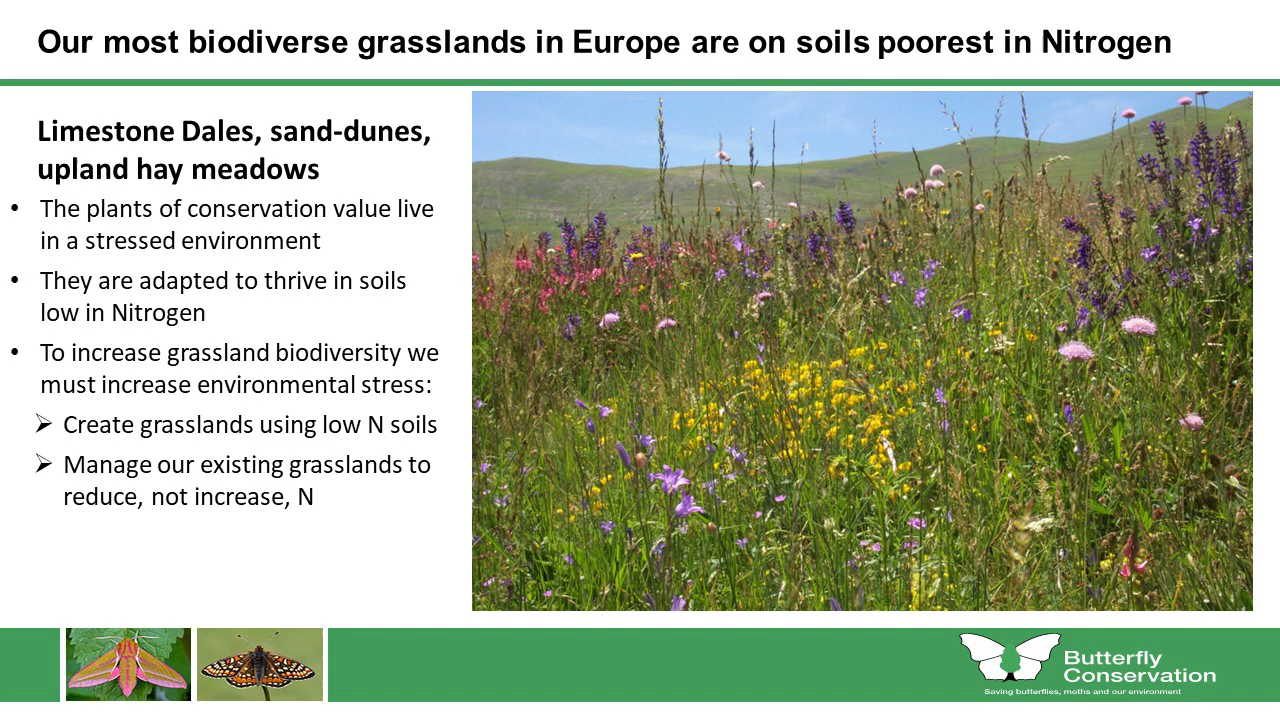 Our most biodiverse grasslands in Europe are on soils poorest in Nitrogen
Limestone Dales, sand-dunes,
upland hay meadows
• The plants of conservation value live
in a stressed environment
• They are adapted to thrive in soils
low in Nitrogen
• To increase grassland biodiversity we
must increase environmental stress:
➢ Create grasslands using low N soils
➢ Manage our existing grasslands to
reduce, not increase, N
Butterfly
Conservation
Saving butterflies, moths and our environment